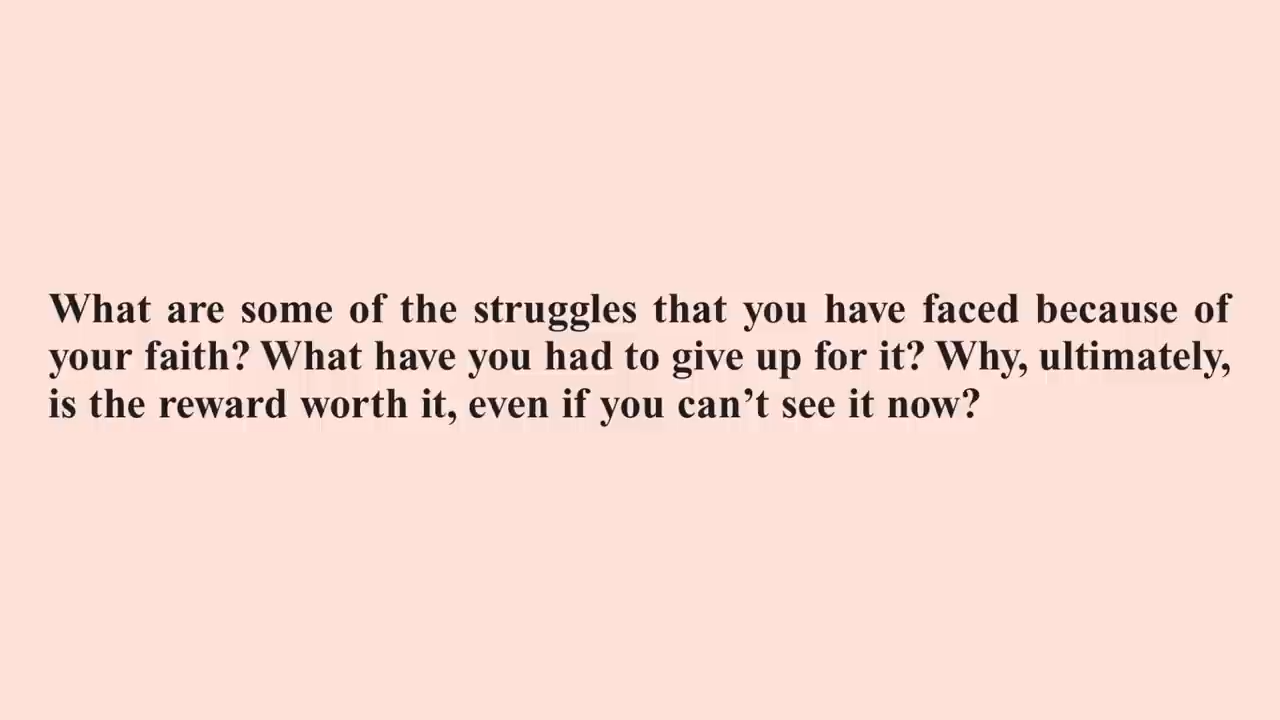 What are some of the struggles that you have faced because of
your faith? What have you had to give up for it? Why, ultimately,
is the reward worth it, even if you can’t see it now?